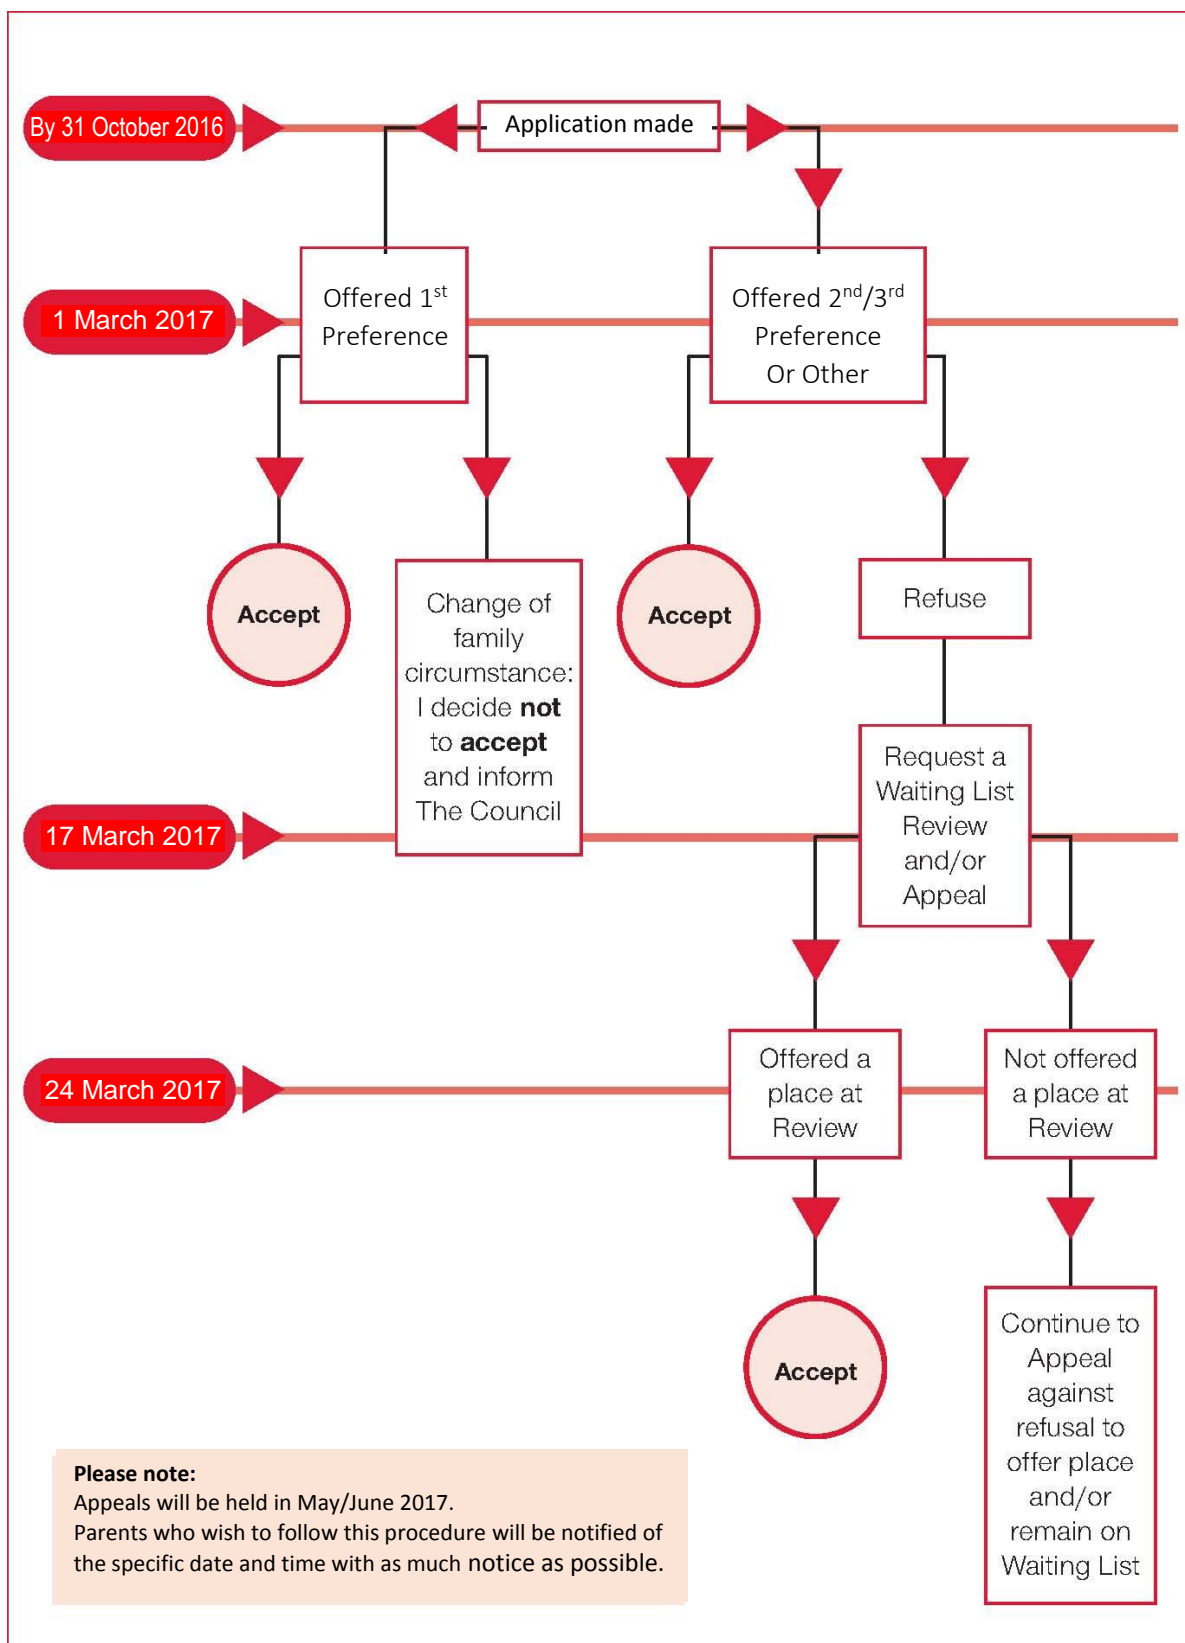 By 31 October 2016
Application made
1 March 2017
Offered 1st
Preference
Offered 2nd/3rd
Preference
Or Other
Accept
Change of
family
circumstance:
I decide not
to accept
and inform
The Council
Accept
Refuse
17 March 2017
Request a
Waiting List
Review
and/or
Appeal
24 March 2017
Offered a
place at
Review
Not offered
a place at
Review
Accept
Continue to
Appeal
against
refusal to
offer place
and/or
remain on
Waiting List
Please note:
Appeals will be held in May/June 2017.
Parents who wish to follow this procedure will be notified of
the specific date and time with as much notice as possible.